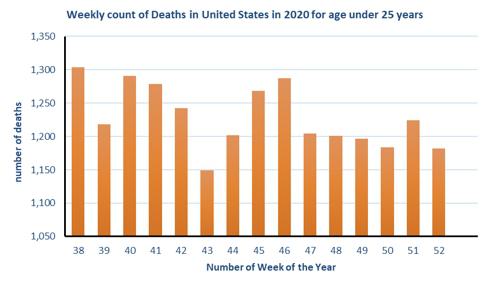 Weekly count of Deaths in United States in 2020 for age under 25 years
1,350
1,300
1,250
1,200
1,150
1,100
1,050
number of deaths
38 39 40 41 42 43 44 45 46 47 48 49 50 51 52
Number of Week of the Year